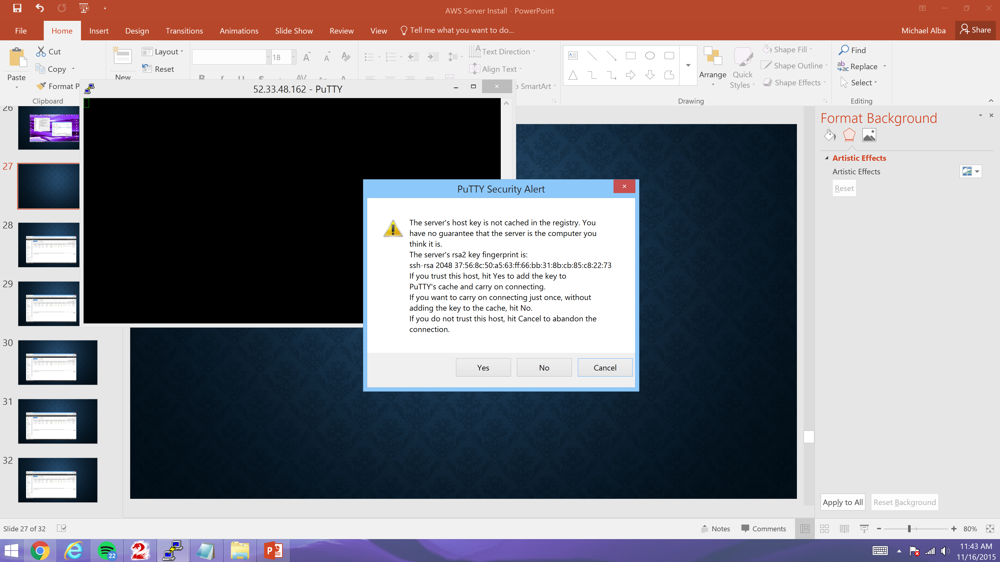 AWS Server Install - PowerPoint
File Home Insert Design Transitions Animations Slide Show Review View Tell me what you want to do... Michael Alba Share
Paste
Cut
Copy
Format P
Clipboard
New
Layout
Reset
18
Text Direction
Align Text
SmartArt
Arrange
Quick
Styles
Shape Fill
Shape Outline
Shape Effects
Drawing
Find
Replace
Select
Editing
52.33.48.162 - PuTTY
26
27
28
29
30
31
32
PuTTY Security Alert
The server's host key is not cached in the registry. You
have no guarantee that the server is the computer you
think it is.
The server's rsa2 key fingerprint is:
ssh-rsa 2048 37:56:8c:50:a5:63:ff:66:bb:31:8b:cb:85:c8:22:73
If you trust this host, hit Yes to add the key to
PuTTY's cache and carry on connecting.
If you want to carry on connecting just once, without
adding the key to the cache, hit No.
If you do not trust this host, hit Cancel to abandon the
connection.
Yes No Cancel
Format Background
Artistic Effects
Artistic Effects
Reset
Apply to All Reset Background
Slide 27 of 32
Notes Comments 80%
22
11:43 AM
11/16/2015